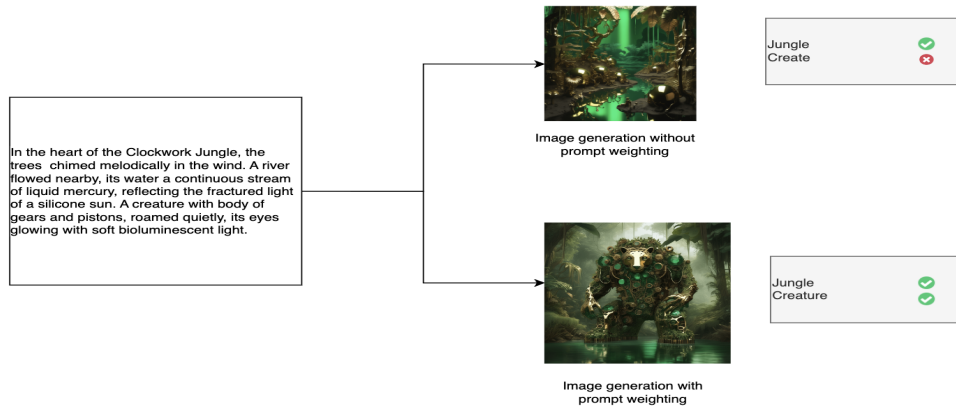 In the heart of the Clockwork Jungle, the
trees chimed melodically in the wind. A river
flowed nearby, its water a continuous stream
of liquid mercury, reflecting the fractured light
of a silicone sun. A creature with body of
gears and pistons, roamed quietly, its eyes
glowing with soft bioluminescent light.
Image generation without
prompt weighting
Jungle
Create
Image generation with
prompt weighting
Jungle
Creature